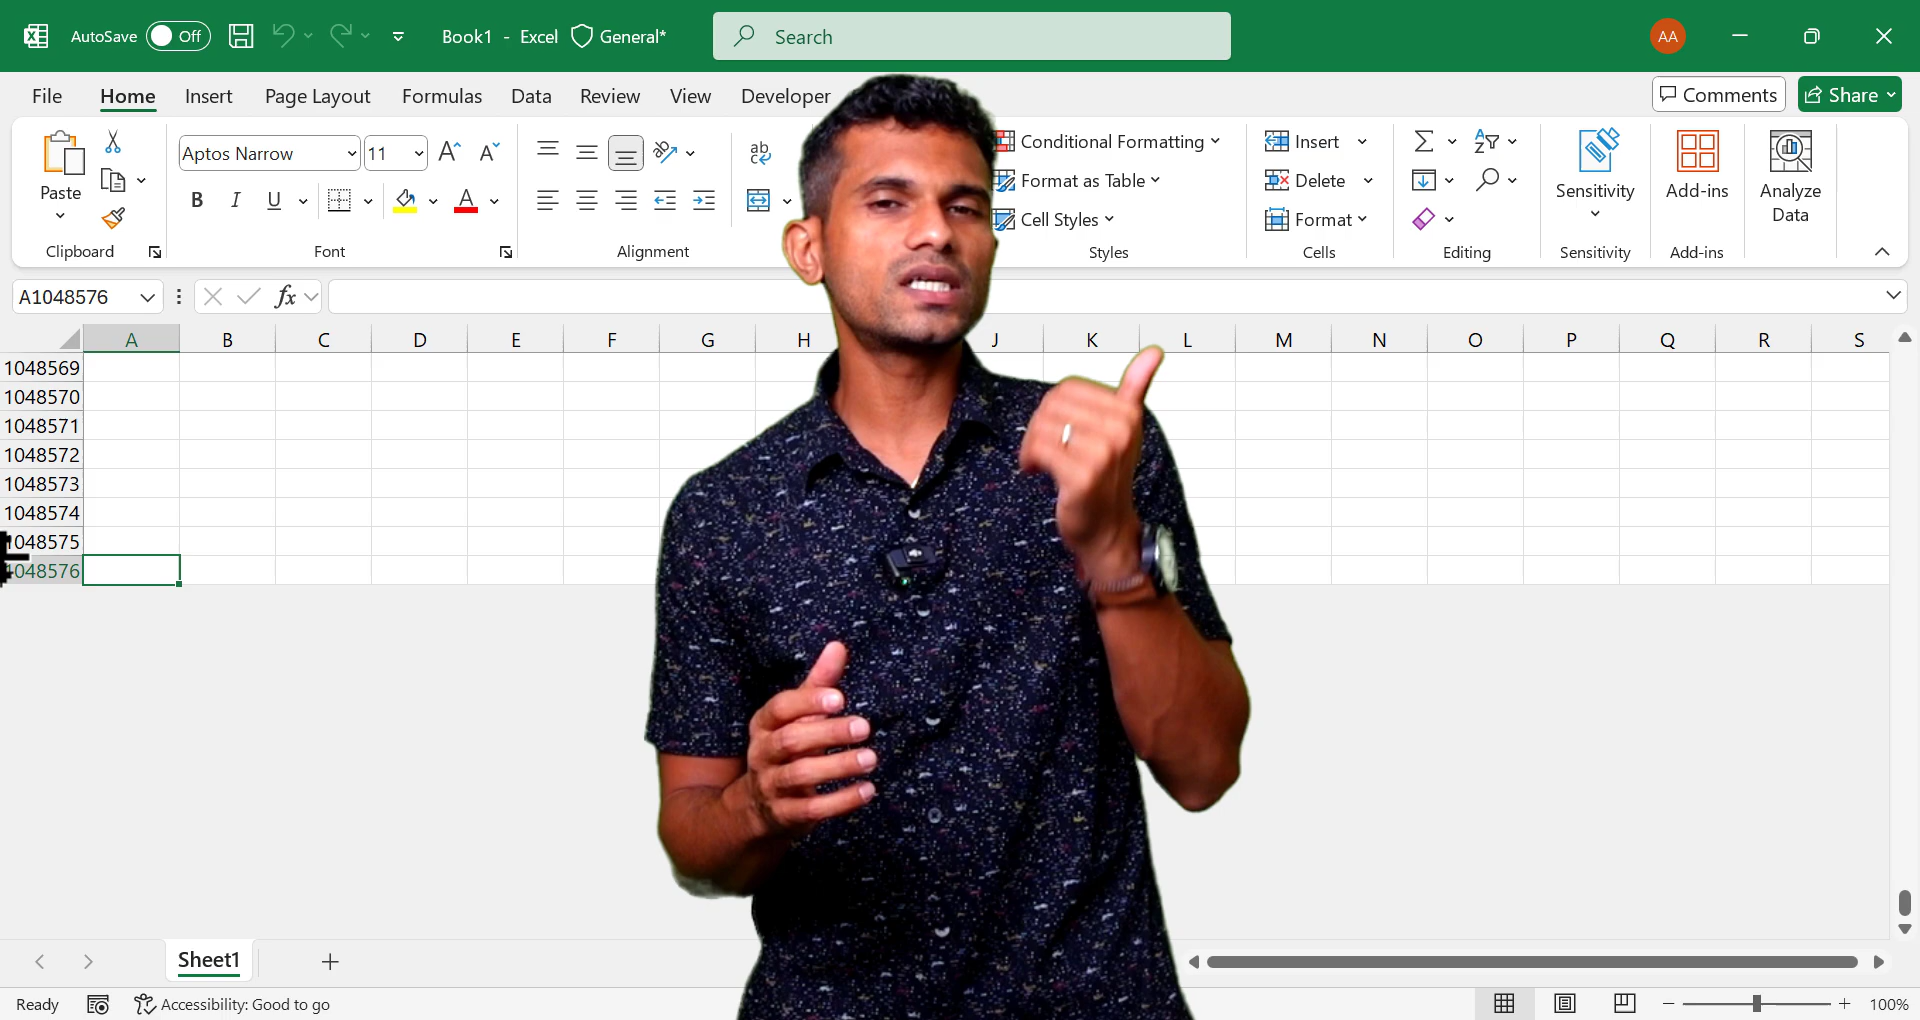 AutoSave Off Book1 - Excel General* Search AA
File Home Insert Page Layout Formulas Data Review View Developer Comments Share
Paste Aptos Narrow 11 ab Conditional Formatting Insert Sensitivity Add-ins Analyze Data
B I U A Format as Table Delete
Cell Styles Format
Clipboard Font Alignment Styles Cells Editing Sensitivity Add-ins
A1048576 fx
A B C D E F G H J K L M N O P Q R S
1048569
1048570
1048571
1048572
1048573
1048574
1048575
1048576
Sheet1
Ready Accessibility: Good to go 100%